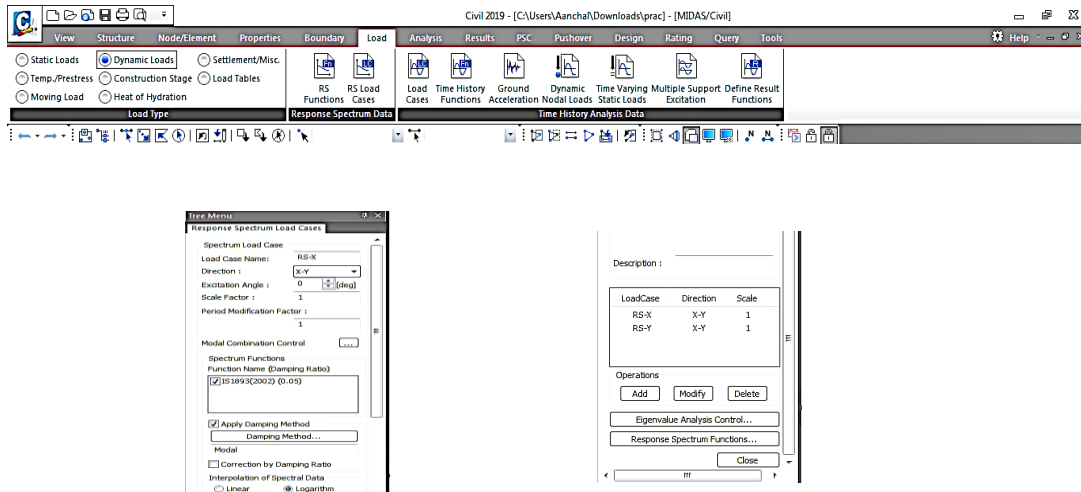 Civil 2019 - [C:\Users\Aanchal\Downloads\prac] - [MIDAS/Civil]
View Structure Node/Element Properties Boundary Load Analysis Results PSC Pushover Design Rating Query Tools Help
Static Loads Dynamic Loads Settlement/Misc.
Temp./Prestress Construction Stage Load Tables
Moving Load Heat of Hydration
RS Functions
RS Load Cases
Load Cases
Time History Functions
Ground Acceleration
Dynamic Nodal Loads
Time Varying Static Loads
Multiple Support Excitation
Define Result Functions
Load Type Response Spectrum Data Time History Analysis Data
Tree Menu
Response Spectrum Load Cases
Spectrum Load Case
Load Case Name: RS-X
Direction : X-Y
Excitation Angle : 0 [deg]
Scale Factor : 1
Period Modification Factor :
1
Modal Combination Control ...
Spectrum Functions
Function Name (Damping Ratio)
IS1893(2002) (0.05)
Apply Damping Method
Damping Method...
Modal
Correction by Damping Ratio
Interpolation of Spectral Data
Linear Logarithm
Description :
LoadCase Direction Scale
RS-X X-Y 1
RS-Y X-Y 1
Operations
Add Modify Delete
Eigenvalue Analysis Control...
Response Spectrum Functions...
Close